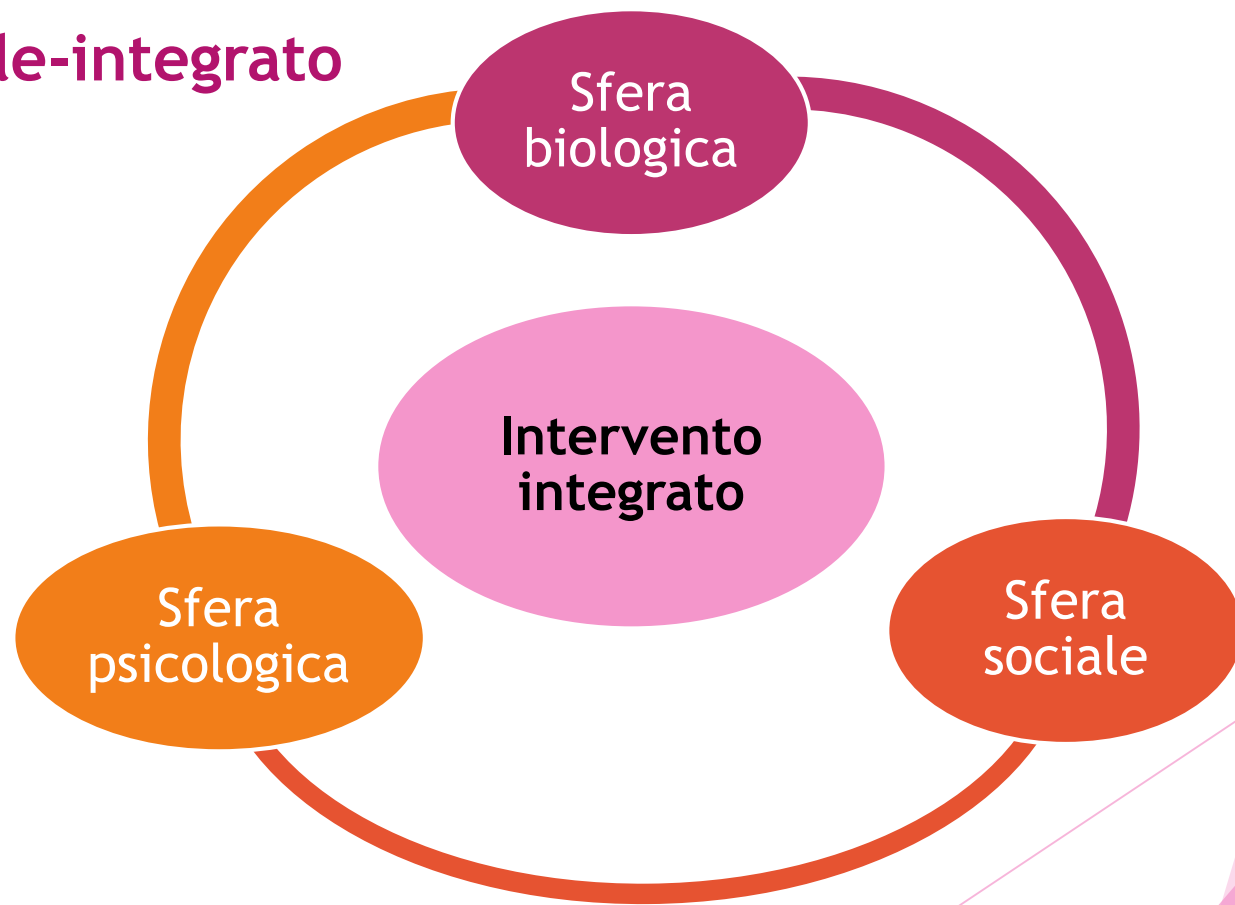 le-integrato
Sfera
biologica
Intervento
integrato
Sfera
psicologica
Sfera
sociale